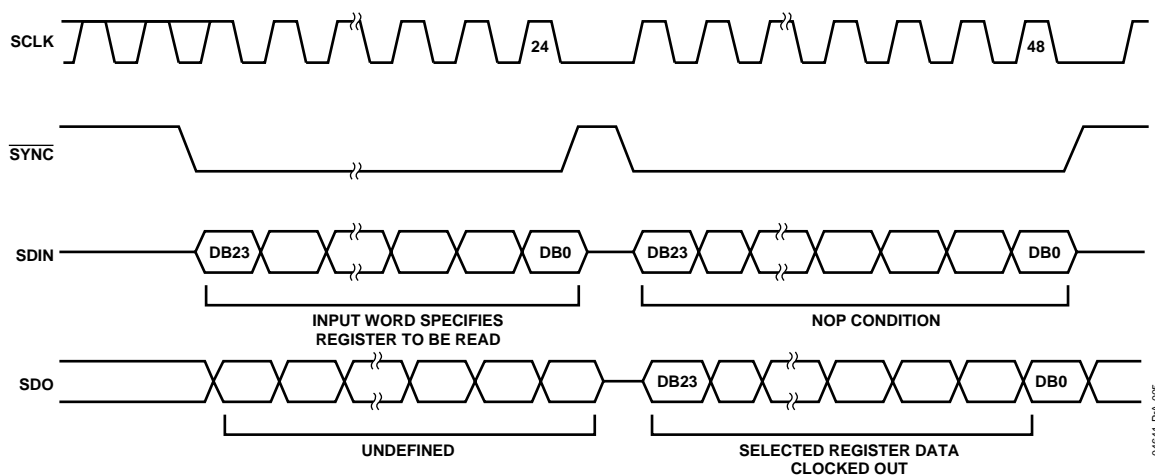 SCLK
24
48
SYNC
SDIN
DB23
DB0
DB23
DB0
INPUT WORD SPECIFIES
REGISTER TO BE READ
NOP CONDITION
SDO
DB23
DB0
UNDEFINED
SELECTED REGISTER DATA
CLOCKED OUT